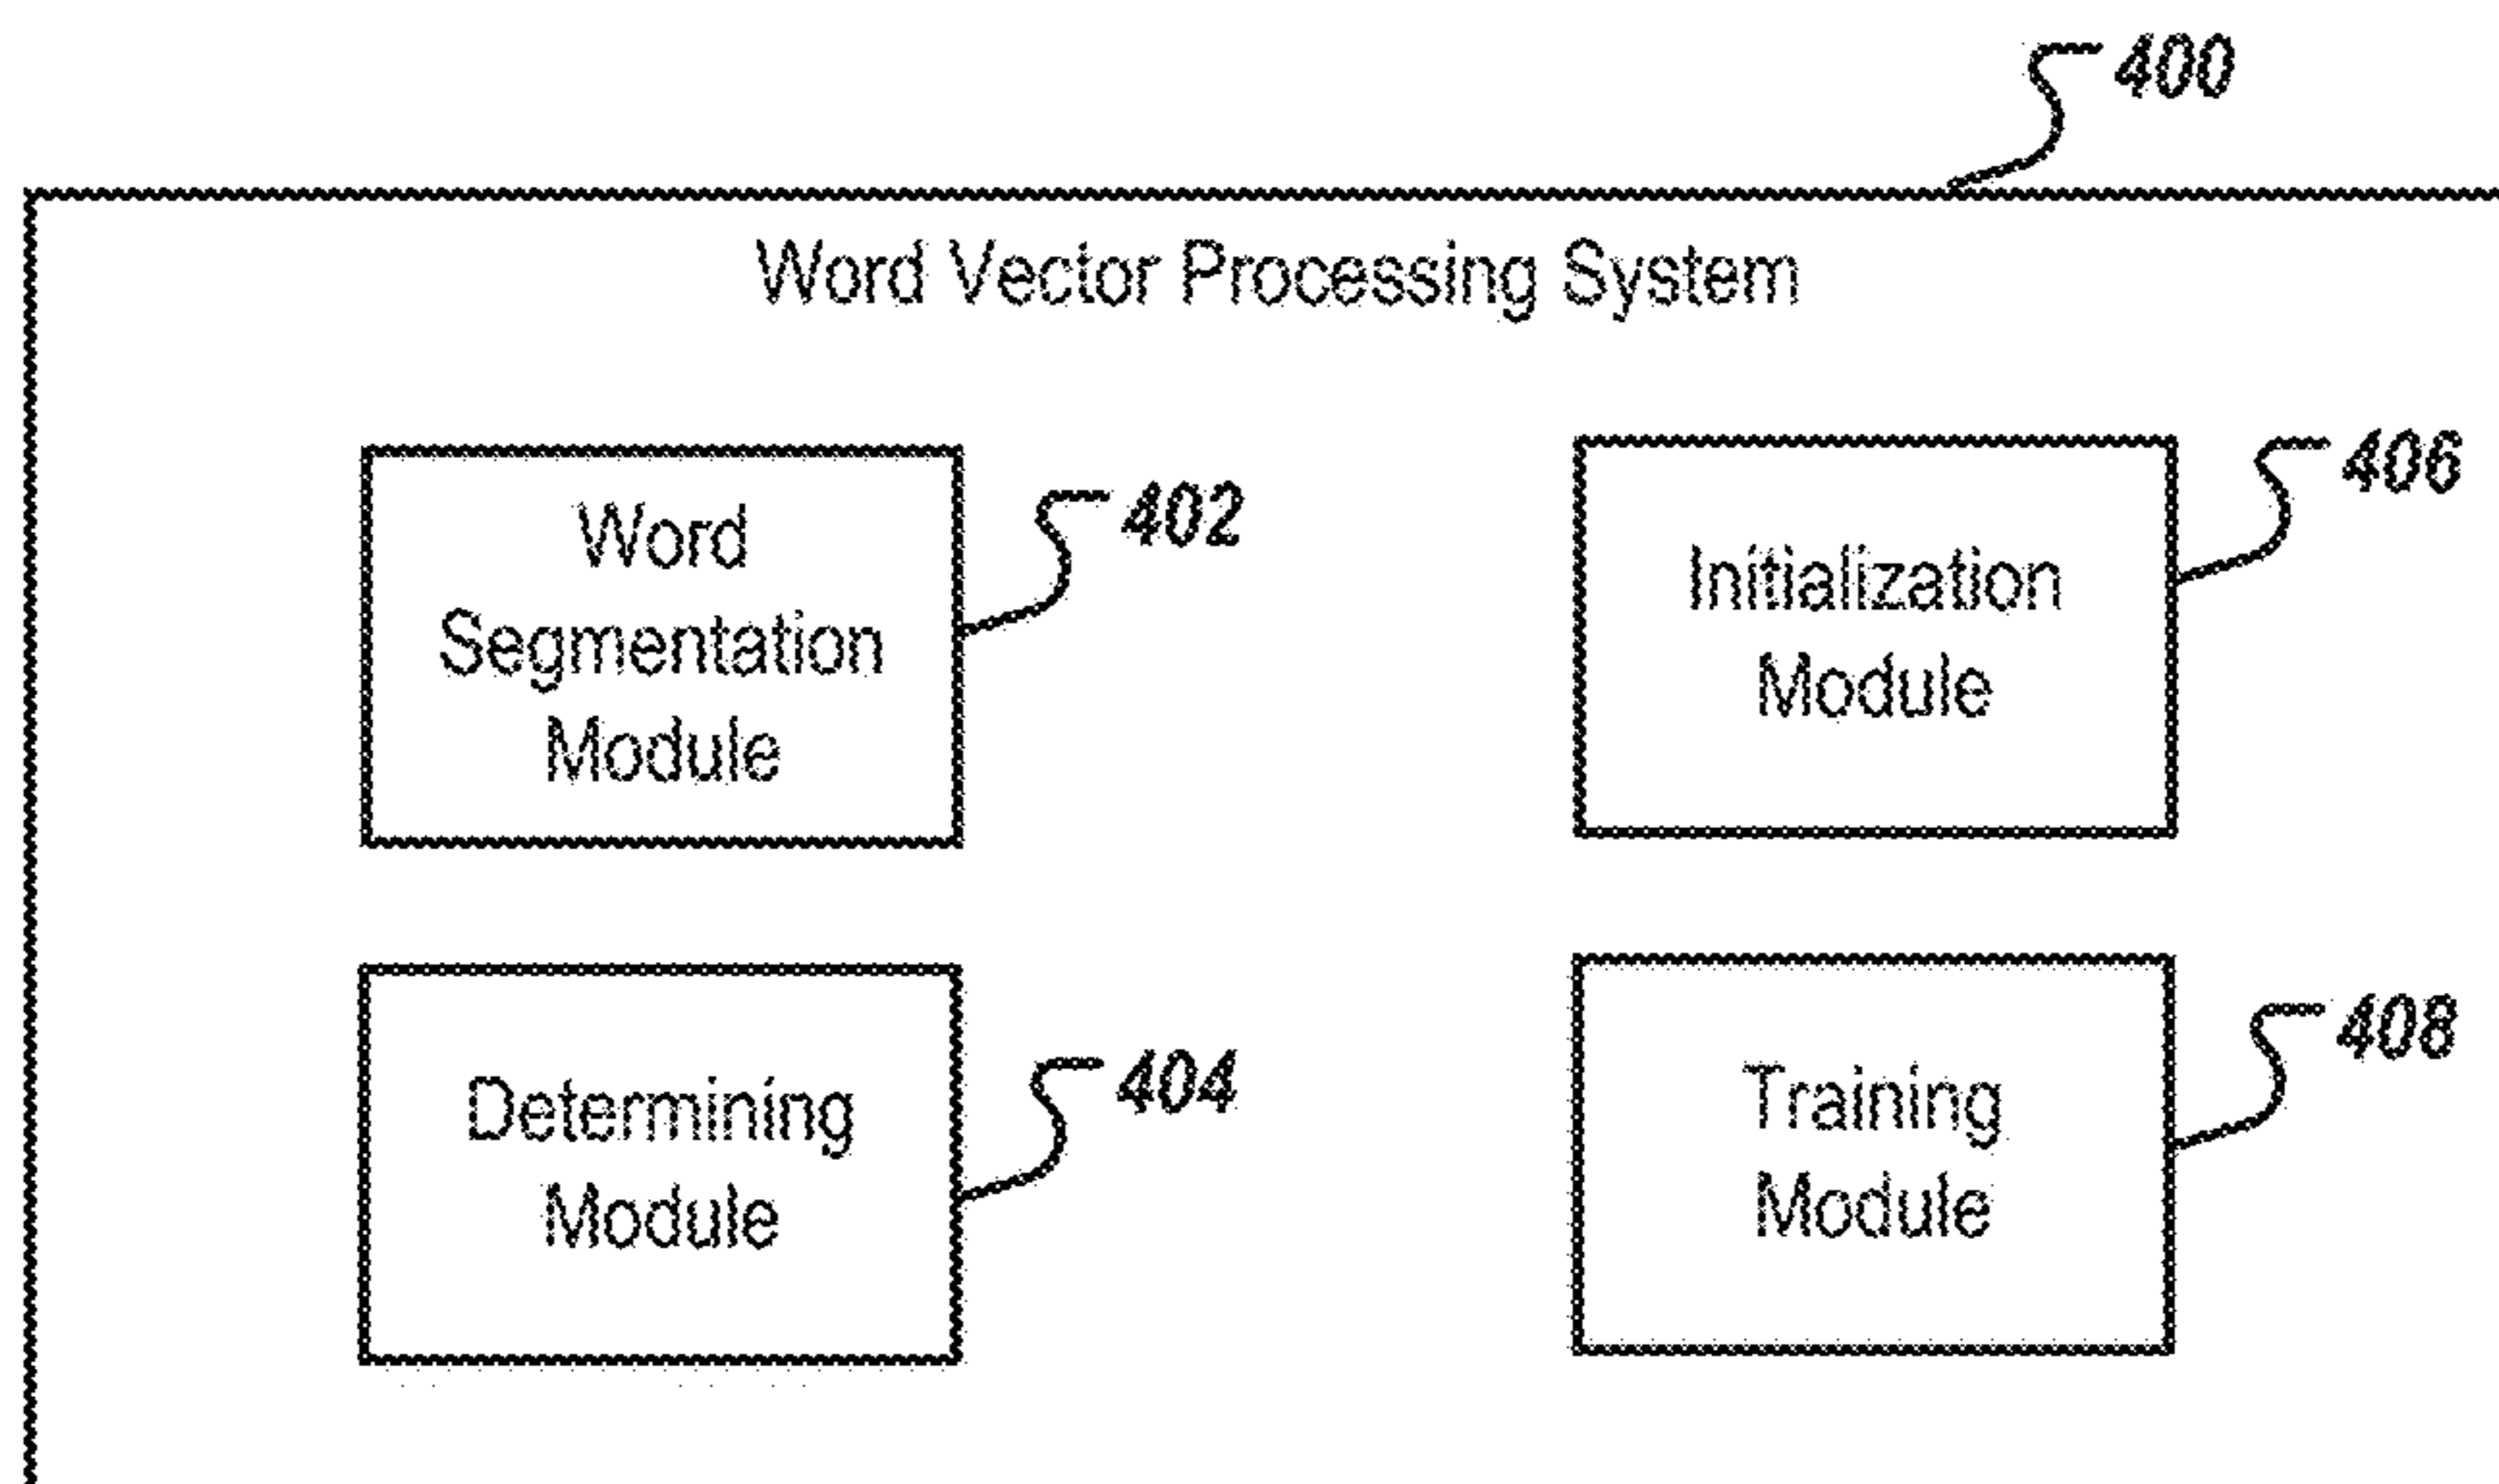 400
Word Vector Processing System
Word
Segmentation
Module
402
Initialization
Module
406
Determining
Module
404
Training
Module
408